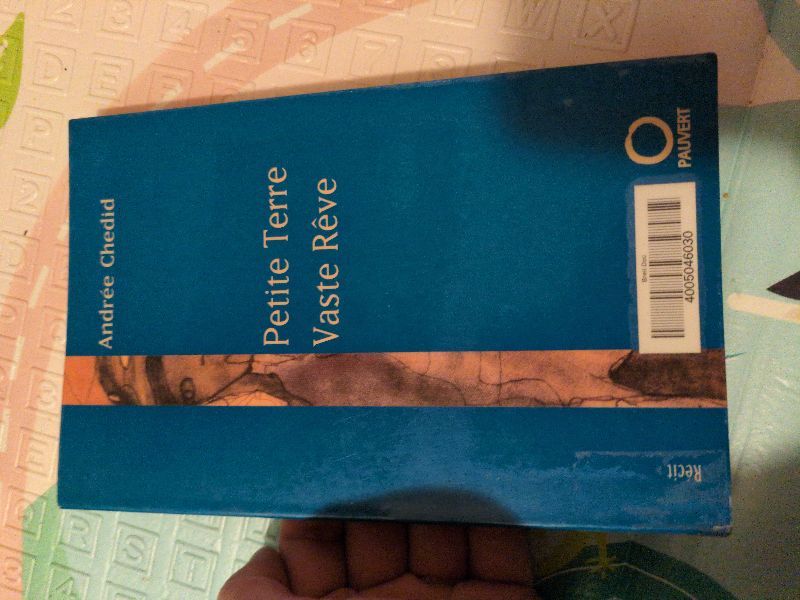 Andrée Chedid
Petite Terre
Vaste Rêve
PAUVERT
4005046030
Récit